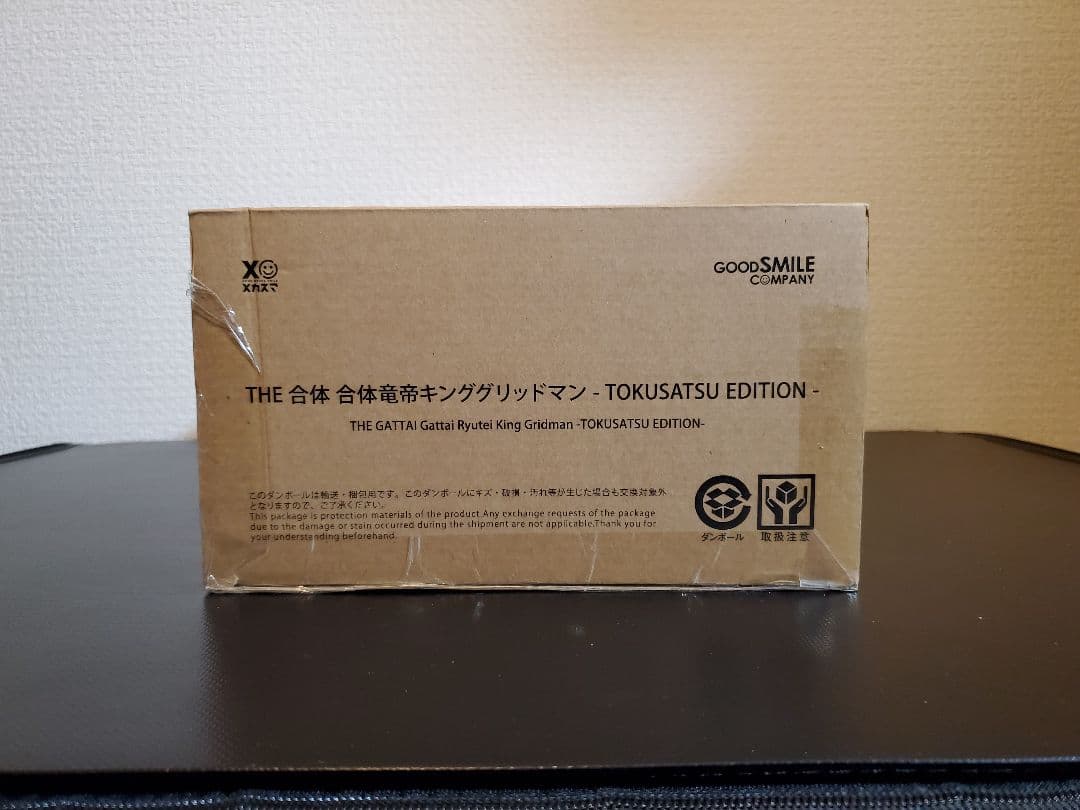 X
メカスマ
GOODSMILE
COMPANY
THE 合体 合体竜帝キンググリッドマン - TOKUSATSU EDITION -
THE GATTAI Gattai Ryutei King Gridman -TOKUSATSU EDITION-
このダンボールは輸送・梱包用です。このダンボールにキズ・破損・汚れ等が生じた場合も交換対象外
となりますので、ご了承ください。
This package is protection materials of the product.Any exchange requests of the package
due to the damage or stain occurred during the shipment are not applicable.Thank you for
your understanding beforehand.
ダンボール
取扱注意